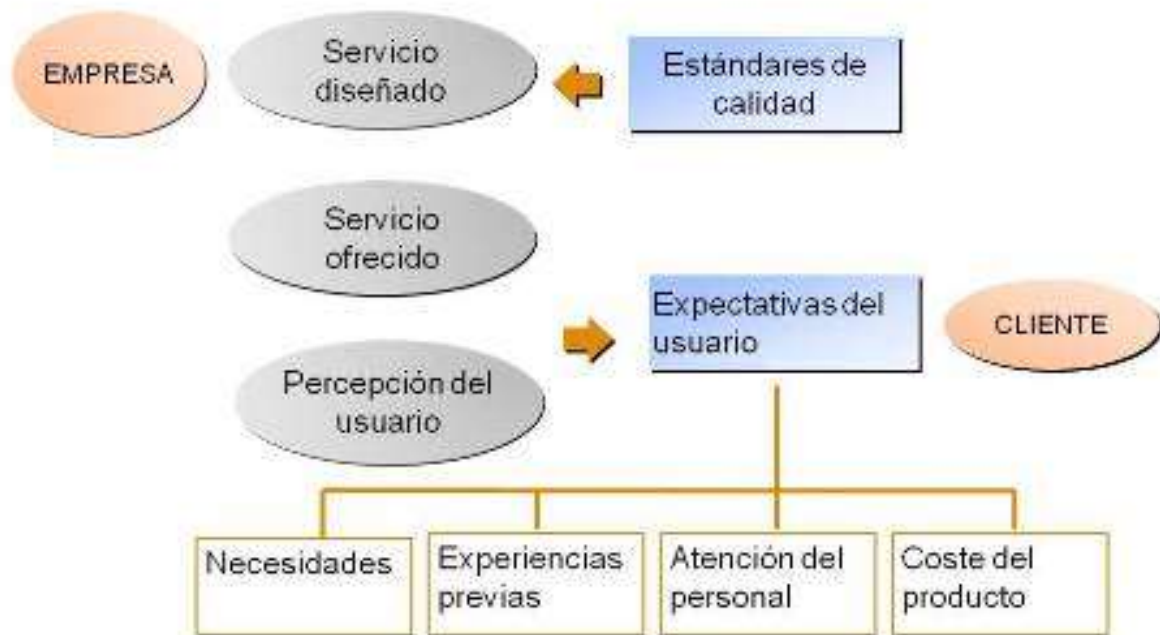 EMPRESA
Servicio
diseñado
Estándares de
calidad
Servicio
ofrecido
Expectativas del
usuario
CLIENTE
Percepción del
usuario
Necesidades
Experiencias
previas
Atención del
personal
Coste del
producto